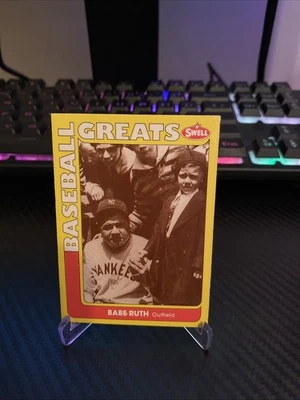 BASEBALL
GREATS
SWELL
YANKEES
BABE RUTH Outfield